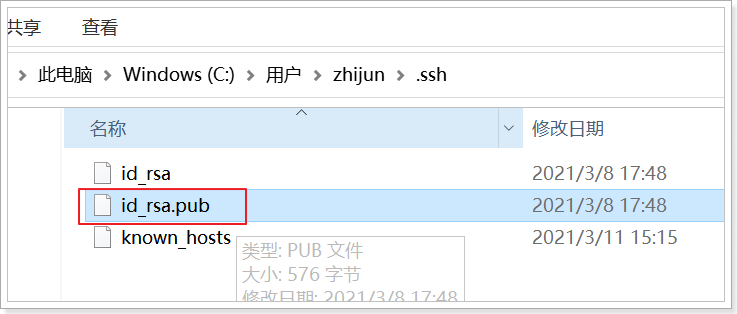 共享 查看
此电脑 Windows (C:) 用户 zhijun .ssh
名称 修改日期
id_rsa 2021/3/8 17:48
id_rsa.pub 2021/3/8 17:48
known_hosts 2021/3/11 15:15
类型: PUB 文件
大小: 576 字节
修改日期: 2021/3/8 17:48